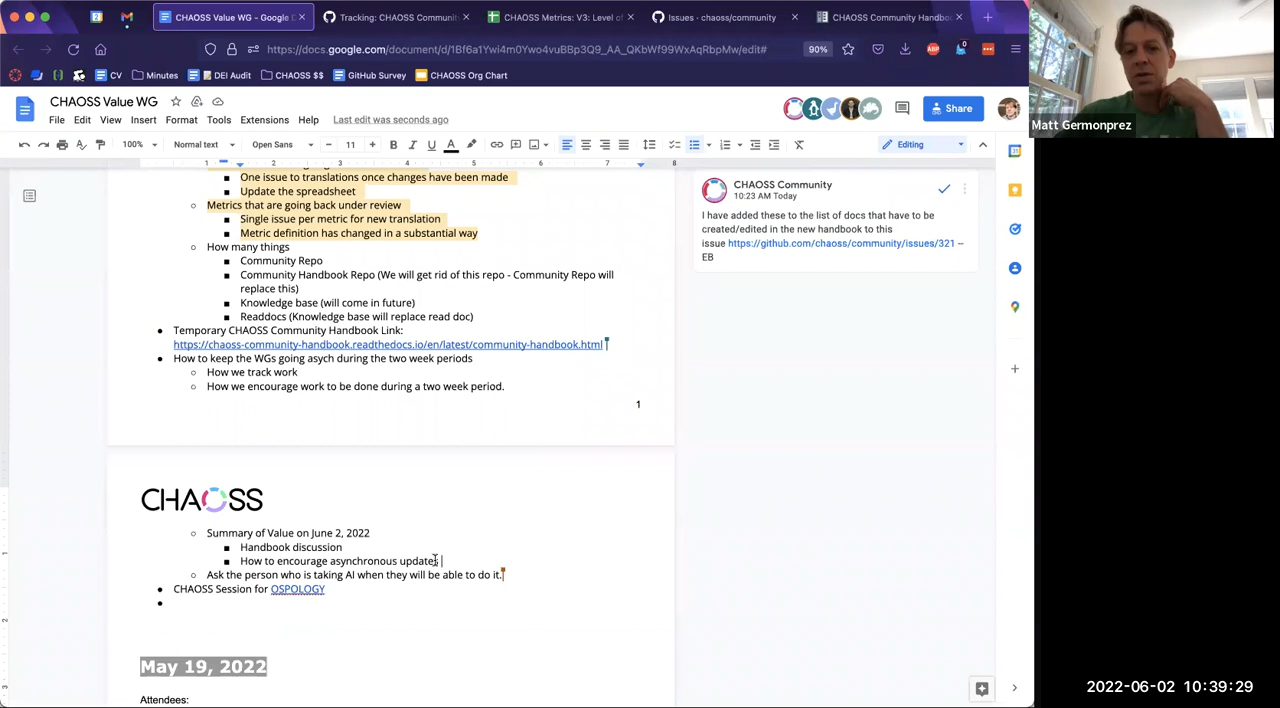 CHAOSS Value WG - Google D
Tracking: CHAOSS Communit
CHAOSS Metrics: V3: Level of
Issues · chaoss/community
CHAOSS Community Handboo
https://docs.google.com/document/d/1Bf6a1Ywi4m0Ywo4vuBBp3Q9_AA_QKbWf99WxAqRbpMw/edit#
90%
ABP
0
CV
Minutes
DEI Audit
CHAOSS $$
GitHub Survey
CHAOSS Org Chart
Matt Germonprez
CHAOSS Value WG
File Edit View Insert Format Tools Extensions Help Last edit was seconds ago
Share
100% Normal text Open Sans 11 Editing
1 2 3 4 5 6 7 8
One issue to translations once changes have been made
Update the spreadsheet
Metrics that are going back under review
Single issue per metric for new translation
Metric definition has changed in a substantial way
How many things
Community Repo
Community Handbook Repo (We will get rid of this repo - Community Repo will
replace this)
Knowledge base (will come in future)
Readdocs (Knowledge base will replace read doc)
Temporary CHAOSS Community Handbook Link:
https://chaoss-community-handbook.readthedocs.io/en/latest/community-handbook.html
How to keep the WGs going asych during the two week periods
How we track work
How we encourage work to be done during a two week period.
1
CHAOSS
Summary of Value on June 2, 2022
Handbook discussion
How to encourage asynchronous updates
Ask the person who is taking AI when they will be able to do it.
CHAOSS Session for OSPOLOGY
May 19, 2022
Attendees:
CHAOSS Community
10:23 AM Today
I have added these to the list of docs that have to be
created/edited in the new handbook to this
issue https://github.com/chaoss/community/issues/321 --
EB
2022-06-02 10:39:29